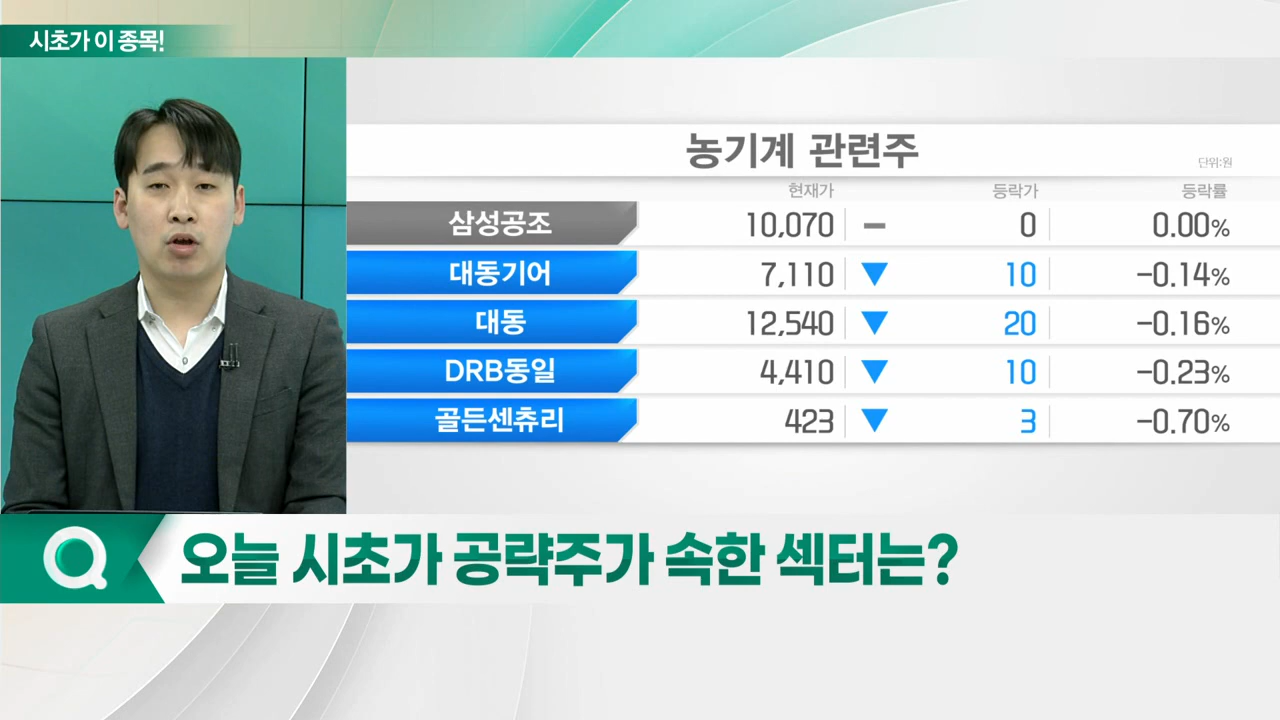 시초가 이 종목!
농기계 관련주
단위:원
현재가 등락가 등락률
삼성공조 10,070 – 0 0.00%
대동기어 7,110 ▼ 10 -0.14%
대동 12,540 ▼ 20 -0.16%
DRB동일 4,410 ▼ 10 -0.23%
골든센츄리 423 ▼ 3 -0.70%
Q 오늘 시초가 공략주가 속한 섹터는?